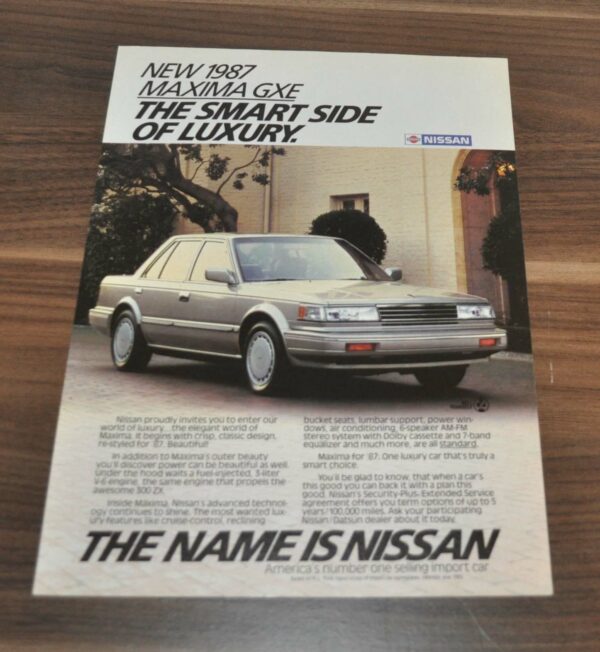 NEW 1987
MAXIMA GXE
THE SMART SIDE
OF LUXURY.
NISSAN
Nissan proudly invites you to enter our
world of luxury...the elegant world of
Maxima. It begins with crisp, classic design,
re-styled for '87. Beautiful!
In addition to Maxima's outer beauty
you'll discover power can be beautiful as well.
Under the hood waits a fuel-injected, 3-liter
V-6 engine, the same engine that propels the
awesome 300 ZX.
Inside Maxima, Nissan's advanced technol-
ogy continues to shine. The most wanted lux-
ury features like cruise-control, reclining
bucket seats, lumbar support, power win-
dows, air conditioning, 6-speaker AM-FM
stereo system with Dolby cassette and 7-band
equalizer and much more, are all standard.
Maxima for '87. One luxury car that's truly a
smart choice.
You'll be glad to know, that when a car's
this good you can back it with a plan this
good. Nissan's Security-Plus Extended Service
agreement offers you term options of up to 5
years/100,000 miles. Ask your participating
Nissan/Datsun dealer about it today.
THE NAME IS NISSAN
America's number one selling import car